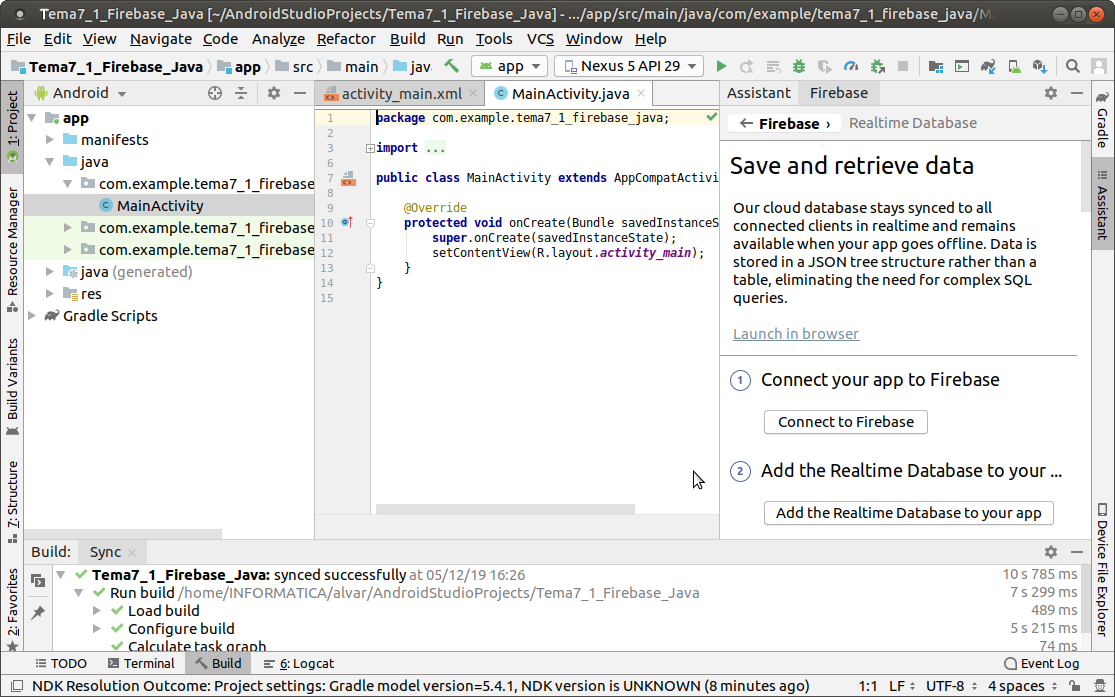 Tema7_1_Firebase_Java [~/AndroidStudioProjects/Tema7_1_Firebase_Java] - .../app/src/main/java/com/example/tema7_1_firebase_java/Ma
File Edit View Navigate Code Analyze Refactor Build Run Tools VCS Window Help
Tema7_1_Firebase_Java app src main jav app Nexus 5 API 29
1: Project
Resource Manager
Build Variants
7: Structure
2: Favorites
Android
app
manifests
java
com.example.tema7_1_firebase
MainActivity
com.example.tema7_1_firebase
com.example.tema7_1_firebase
java (generated)
res
Gradle Scripts
activity_main.xml MainActivity.java
1 package com.example.tema7_1_firebase_java;
2
3 import ...
6
7 public class MainActivity extends AppCompatActivi
8
9 @Override
10 protected void onCreate(Bundle savedInstanceS
11 super.onCreate(savedInstanceState);
12 setContentView(R.layout.activity_main);
13 }
14 }
15
Assistant Firebase
← Firebase › Realtime Database
Save and retrieve data
Our cloud database stays synced to all
connected clients in realtime and remains
available when your app goes offline. Data is
stored in a JSON tree structure rather than a
table, eliminating the need for complex SQL
queries.
Launch in browser
1 Connect your app to Firebase
Connect to Firebase
2 Add the Realtime Database to your ...
Add the Realtime Database to your app
Gradle
Assistant
Device File Explorer
Build: Sync
Tema7_1_Firebase_Java: synced successfully at 05/12/19 16:26 10 s 785 ms
Run build /home/INFORMATICA/alvar/AndroidStudioProjects/Tema7_1_Firebase_Java 7 s 299 ms
Load build 489 ms
Configure build 5 s 215 ms
Calculate task graph 74 ms
TODO Terminal Build 6: Logcat Event Log
NDK Resolution Outcome: Project settings: Gradle model version=5.4.1, NDK version is UNKNOWN (8 minutes ago) 1:1 LF UTF-8 4 spaces